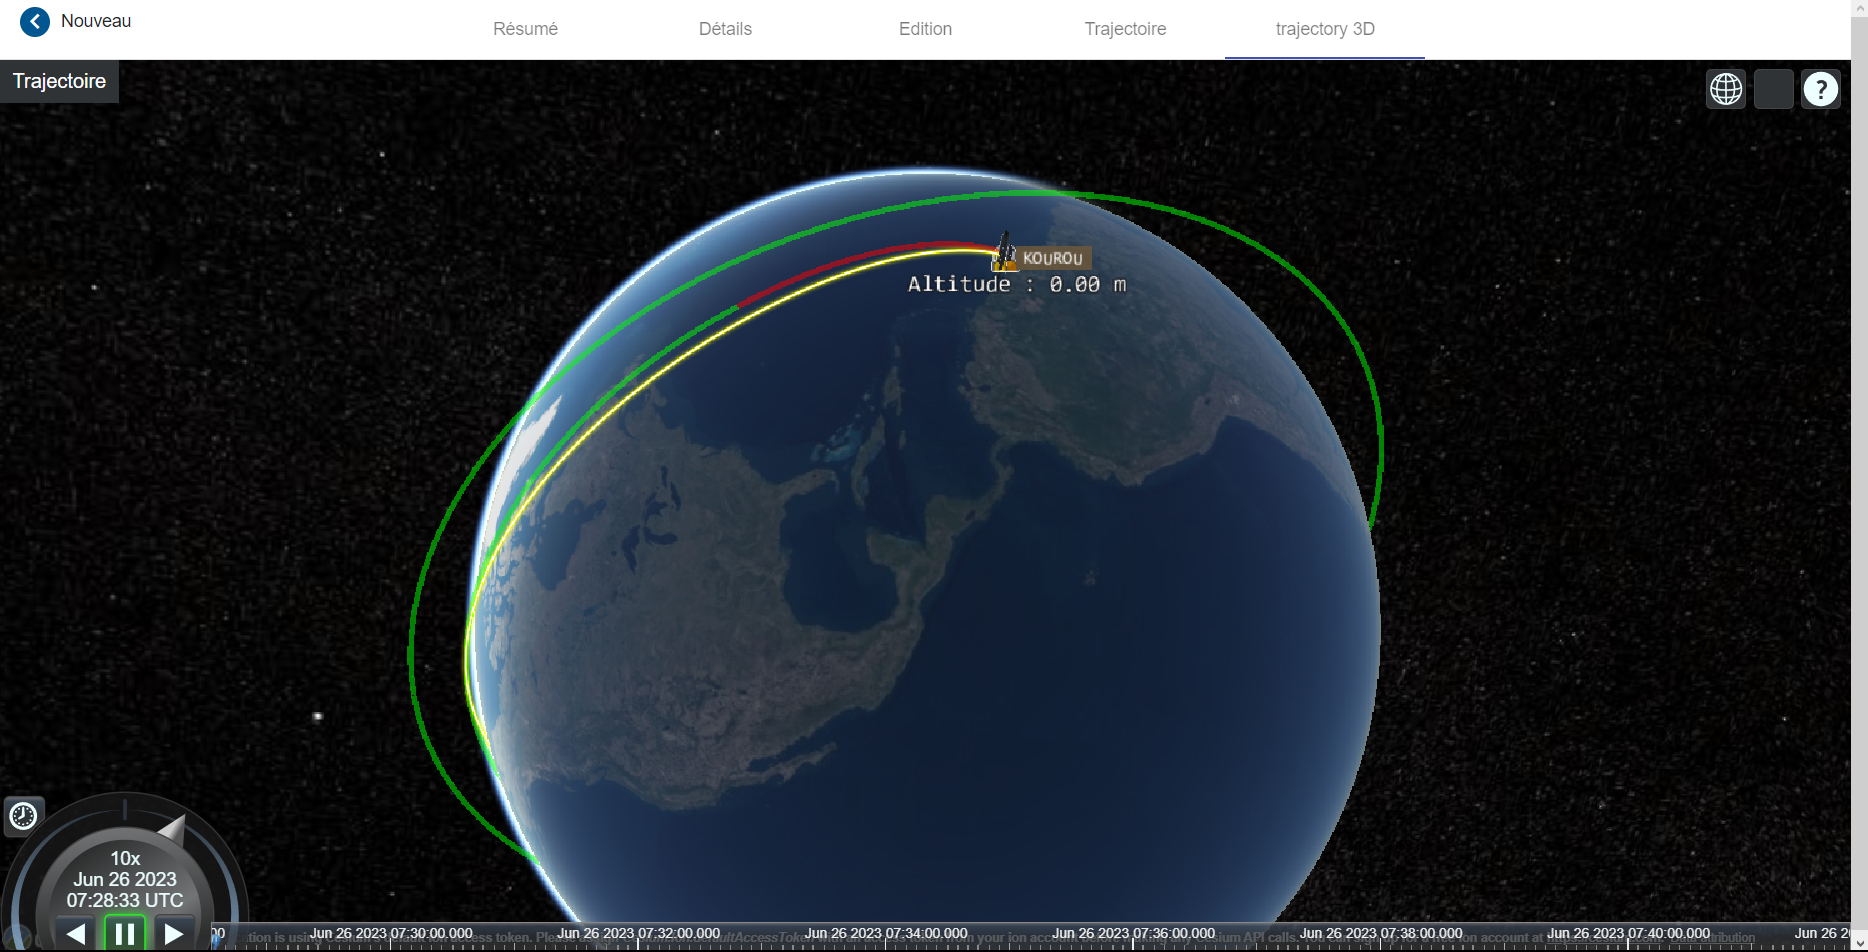 Nouveau
Résumé
Détails
Edition
Trajectoire
trajectory 3D
Trajectoire
?
KOUROU
Altitude : 0.00 m
10x
Jun 26 2023
07:28:33 UTC
Jun 26 2023 07:30:00.000
Jun 26 2023 07:32:00.000
Jun 26 2023 07:34:00.000
Jun 26 2023 07:36:00.000
Jun 26 2023 07:38:00.000
Jun 26 2023 07:40:00.000
Jun 26 20